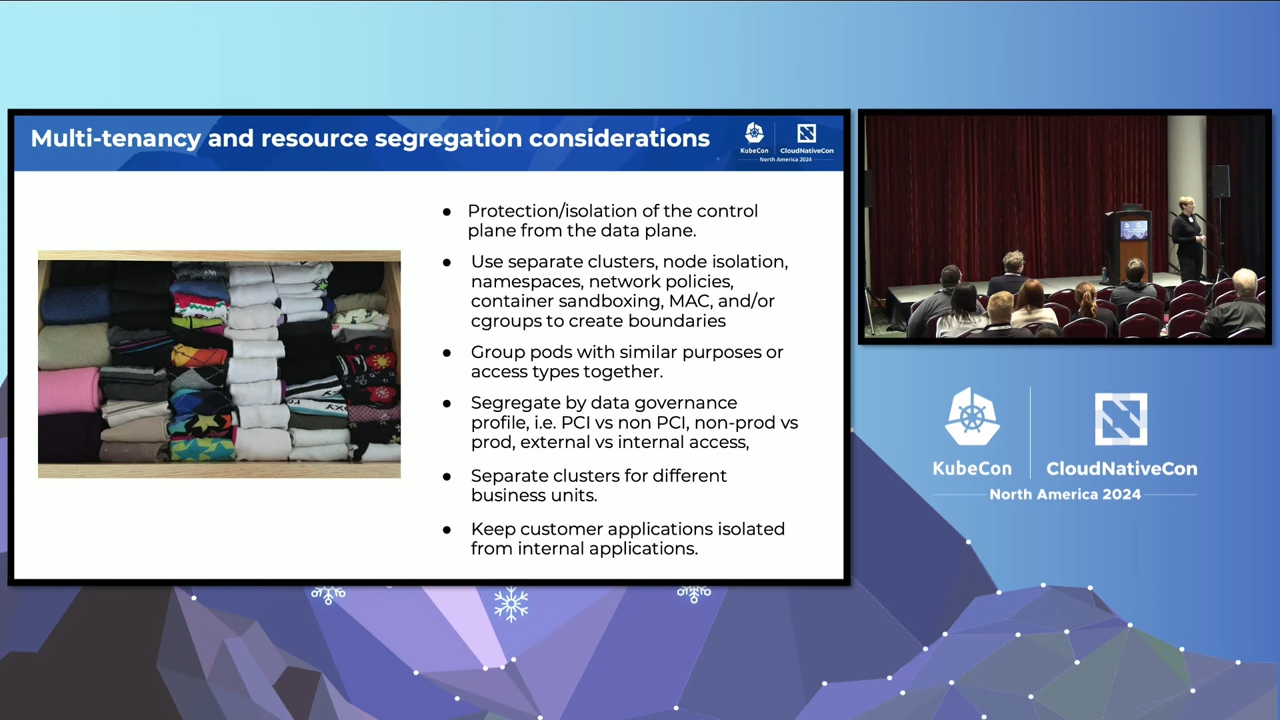 Multi-tenancy and resource segregation considerations
KubeCon
CloudNativeCon
North America 2024
● Protection/isolation of the control
plane from the data plane.
● Use separate clusters, node isolation,
namespaces, network policies,
container sandboxing, MAC, and/or
cgroups to create boundaries
● Group pods with similar purposes or
access types together.
● Segregate by data governance
profile, i.e. PCI vs non PCI, non-prod vs
prod, external vs internal access,
● Separate clusters for different
business units.
● Keep customer applications isolated
from internal applications.
KubeCon
CloudNativeCon
North America 2024